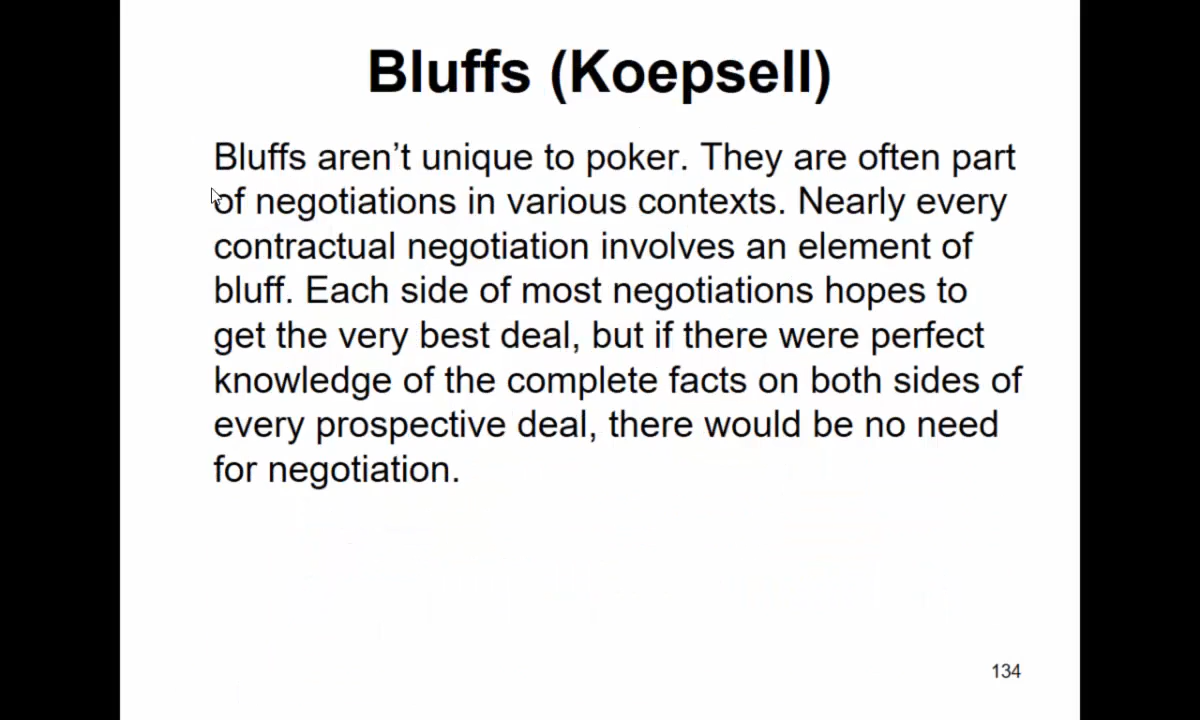 Bluffs (Koepsell)
Bluffs aren’t unique to poker. They are often part
of negotiations in various contexts. Nearly every
contractual negotiation involves an element of
bluff. Each side of most negotiations hopes to
get the very best deal, but if there were perfect
knowledge of the complete facts on both sides of
every prospective deal, there would be no need
for negotiation.
134